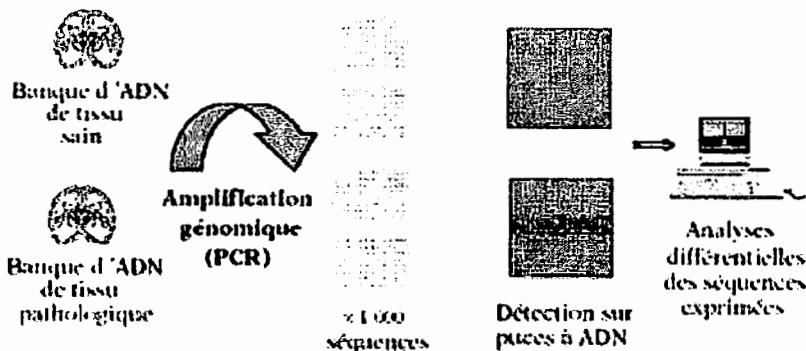 Banque d'ADN
de tissu
sain
Banque d'ADN
de tissu
pathologique
Amplification
génomique
(PCR)
séquences
Détection sur
puces à ADN
Analyses
différentielles
des séquences
exprimées